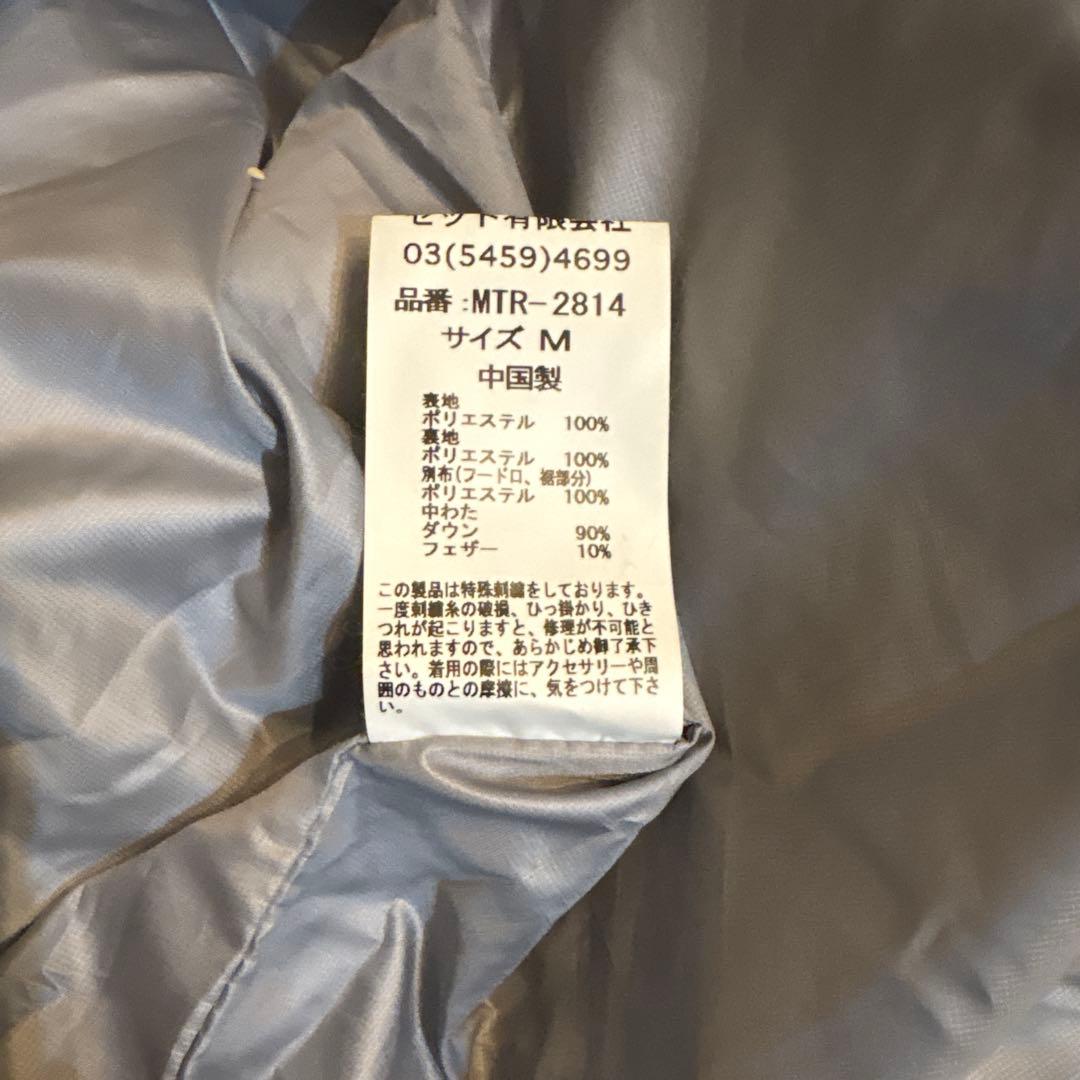 セット有限会社
03(5459)4699
品番:MTR-2814
サイズ M
中国製
表地
ポリエステル 100%
裏地
ポリエステル 100%
別布(フード口、裾部分)
ポリエステル 100%
中わた
ダウン 90%
フェザー 10%
この製品は特殊刺繍をしております。
一度刺繍糸の破損、ひっ掛かり、ひき
つれが起こりますと、修理が不可能と
思われますので、あらかじめ御了承下
さい。着用の際にはアクセサリーや周
囲のものとの摩擦に、気をつけて下さ
い。